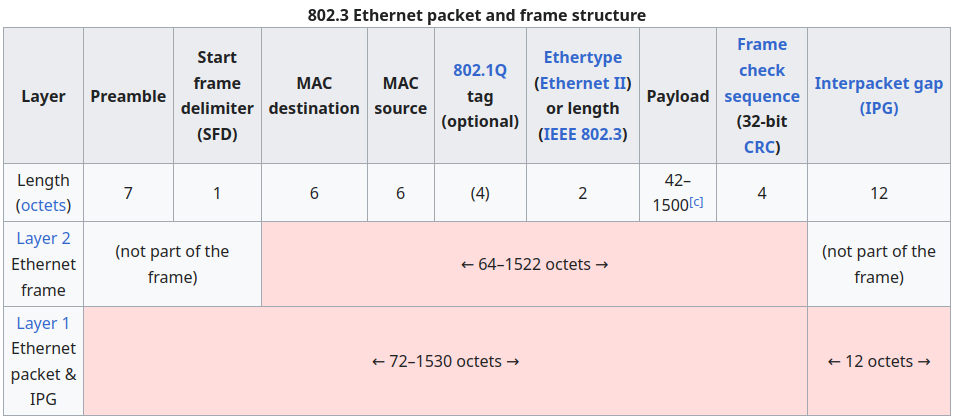 802.3 Ethernet packet and frame structure
Layer
Preamble
Start
frame
delimiter
(SFD)
MAC
destination
MAC
source
802.1Q
tag
(optional)
Ethertype
(Ethernet II)
or length
(IEEE 802.3)
Payload
Frame
check
sequence
(32-bit
CRC)
Interpacket gap
(IPG)
Length
(octets)
7
1
6
6
(4)
2
42–
1500[c]
4
12
Layer 2
Ethernet
frame
(not part of the
frame)
← 64–1522 octets →
(not part of the
frame)
Layer 1
Ethernet
packet &
IPG
← 72–1530 octets →
← 12 octets →